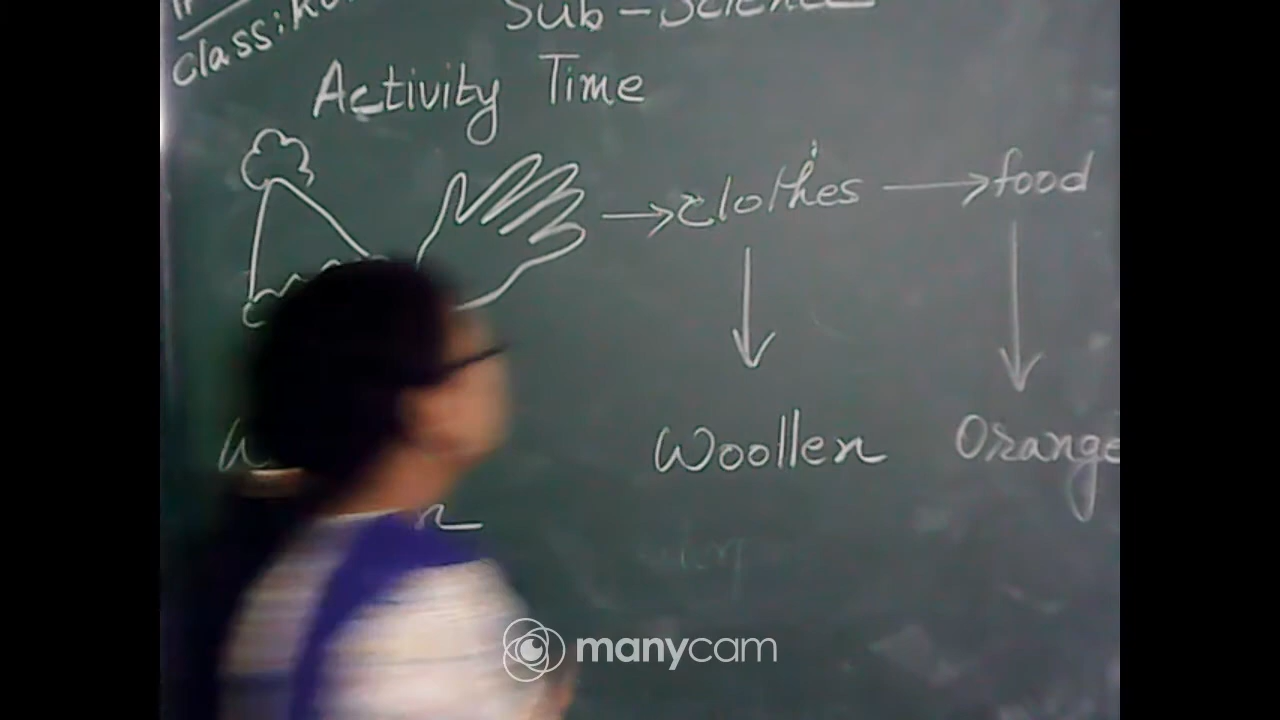 Sub - Science
Class:
Activity Time
→ clothes → food
Woollen Orange
manycam